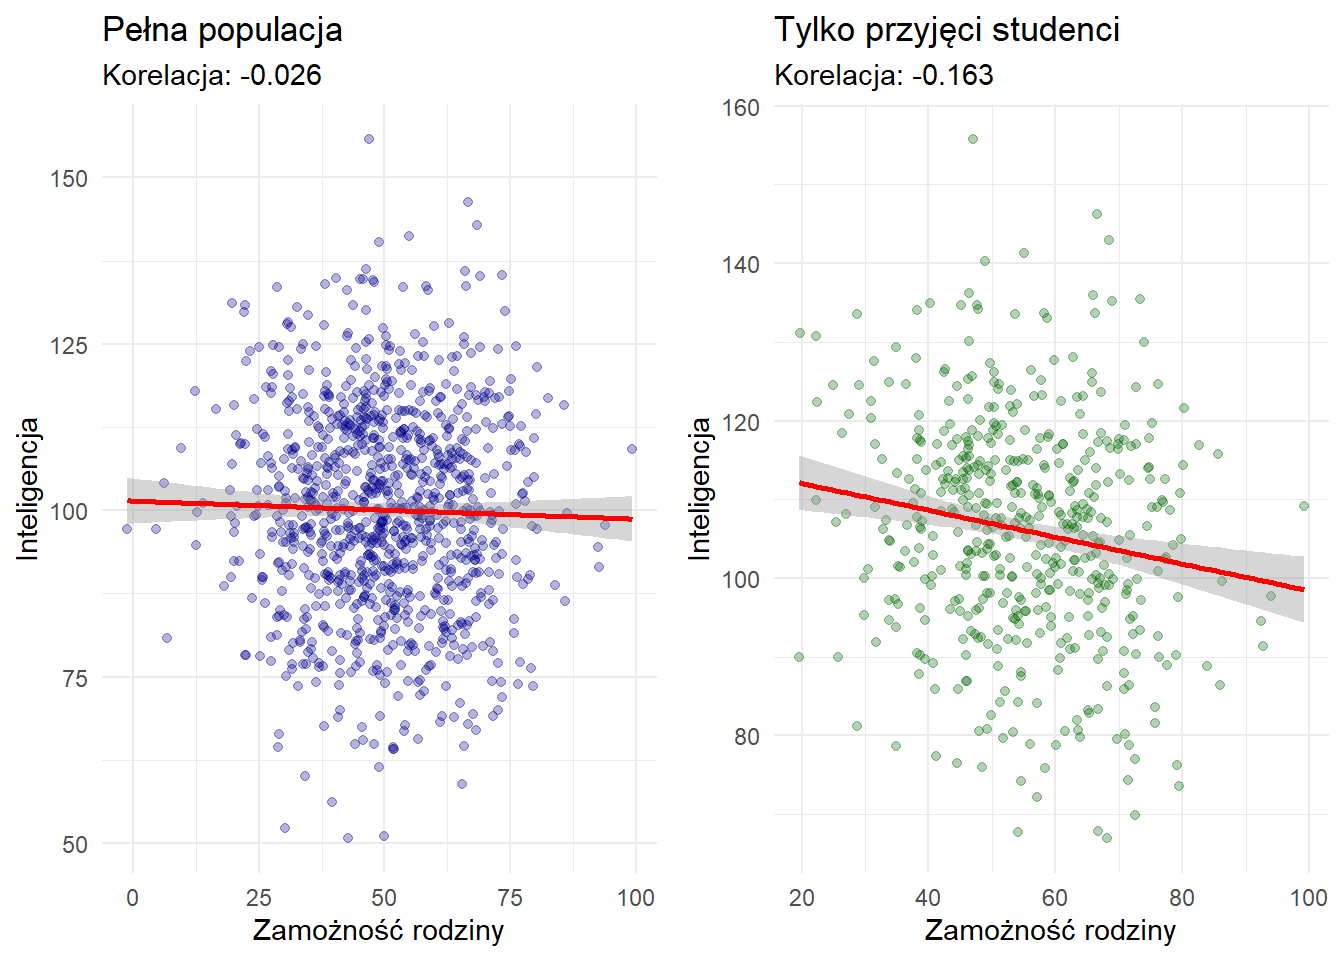 Pełna populacja
Korelacja: -0.026
150
125
100
75
50
Inteligencja
0 25 50 75 100
Zamożność rodziny
Tylko przyjęci studenci
Korelacja: -0.163
160
140
120
100
80
Inteligencja
20 40 60 80 100
Zamożność rodziny